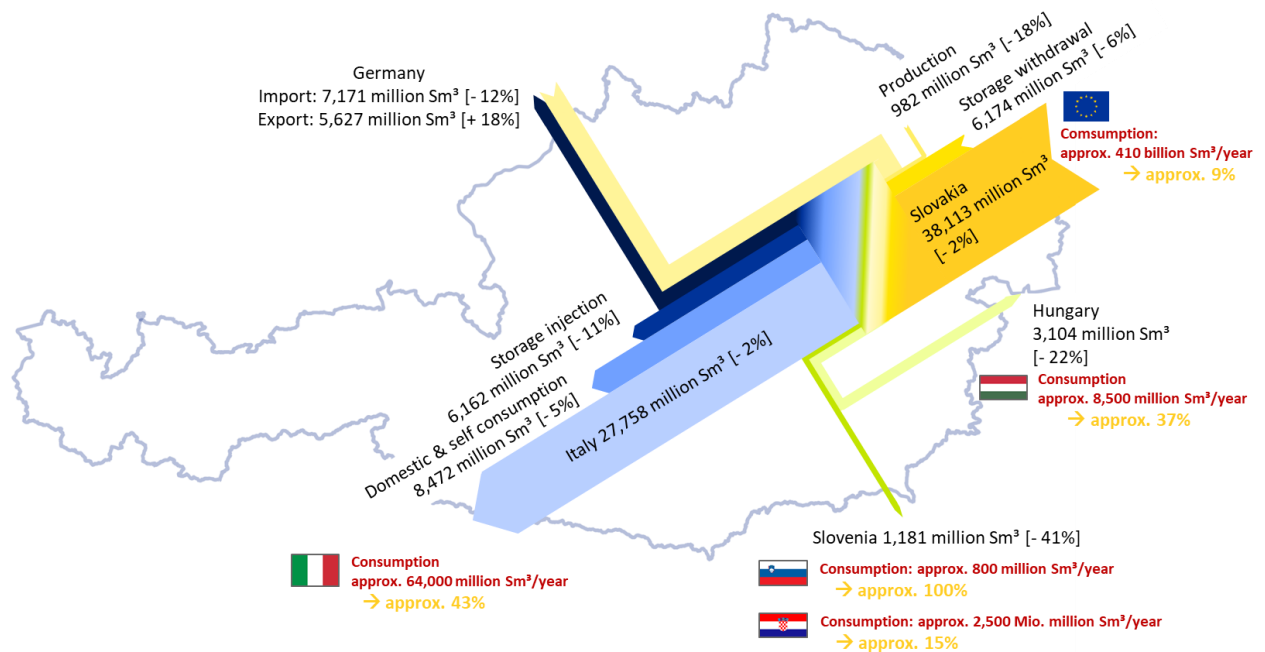 Germany
Import: 7,171 million Sm³ [- 12%]
Export: 5,627 million Sm³ [+ 18%]
Production
982 million Sm³ [- 18%]
Storage withdrawal
6,174 million Sm³ [- 6%]
Comsumption:
approx. 410 billion Sm³/year
→ approx. 9%
Slovakia
38,113 million Sm³
[- 2%]
Hungary
3,104 million Sm³
[- 22%]
Consumption
approx. 8,500 million Sm³/year
→ approx. 37%
Storage injection
6,162 million Sm³ [- 11%]
Domestic & self consumption
8,472 million Sm³ [- 5%]
Italy 27,758 million Sm³ [- 2%]
Slovenia 1,181 million Sm³ [- 41%]
Consumption
approx. 64,000 million Sm³/year
→ approx. 43%
Consumption: approx. 800 million Sm³/year
→ approx. 100%
Consumption: approx. 2,500 Mio. million Sm³/year
→ approx. 15%